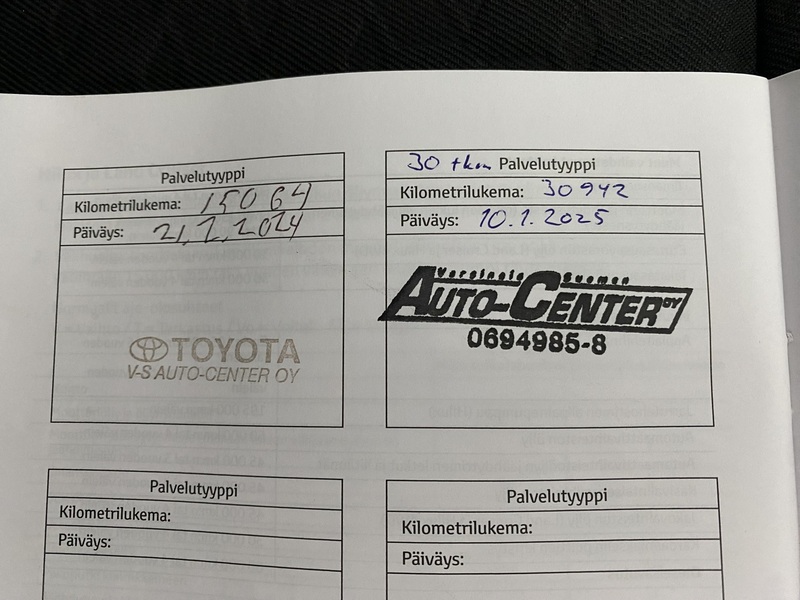 Palvelutyyppi
Kilometrilukema: 15064
Päiväys: 21.2.2024
TOYOTA
V-S AUTO-CENTER OY
30 tkm Palvelutyyppi
Kilometrilukema: 30942
Päiväys: 10.1.2025
Varsinais Suomen
AUTO-CENTER OY
0694985-8
Palvelutyyppi
Kilometrilukema:
Päiväys:
Palvelutyyppi
Kilometrilukema:
Päiväys: